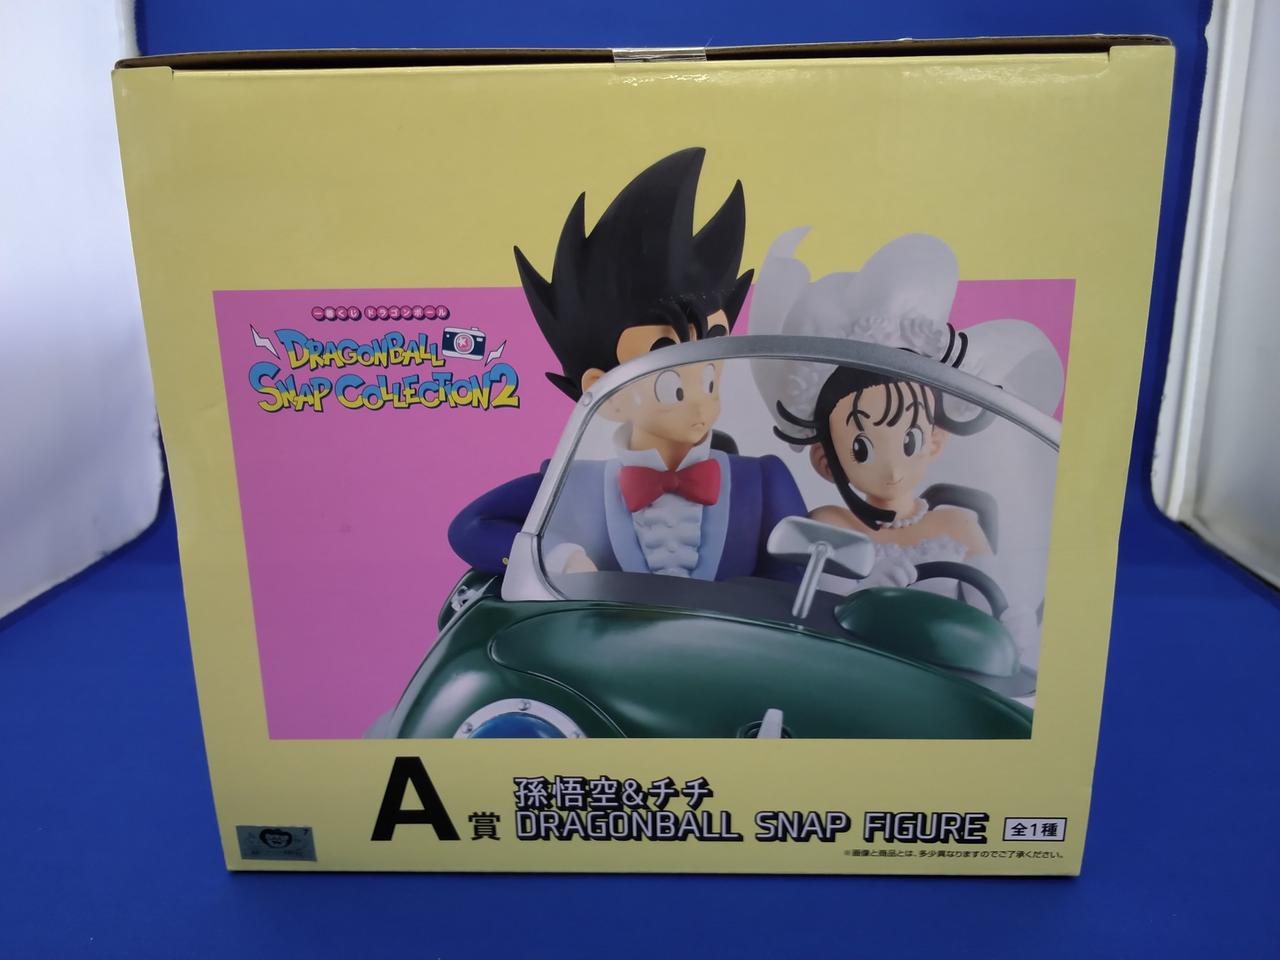 一番くじ ドラゴンボール
DRAGONBALL
SNAP COLLECTION2
A賞
孫悟空&チチ
DRAGONBALL SNAP FIGURE
全1種
※画像と商品とは、多少異なりますのでご了承ください。